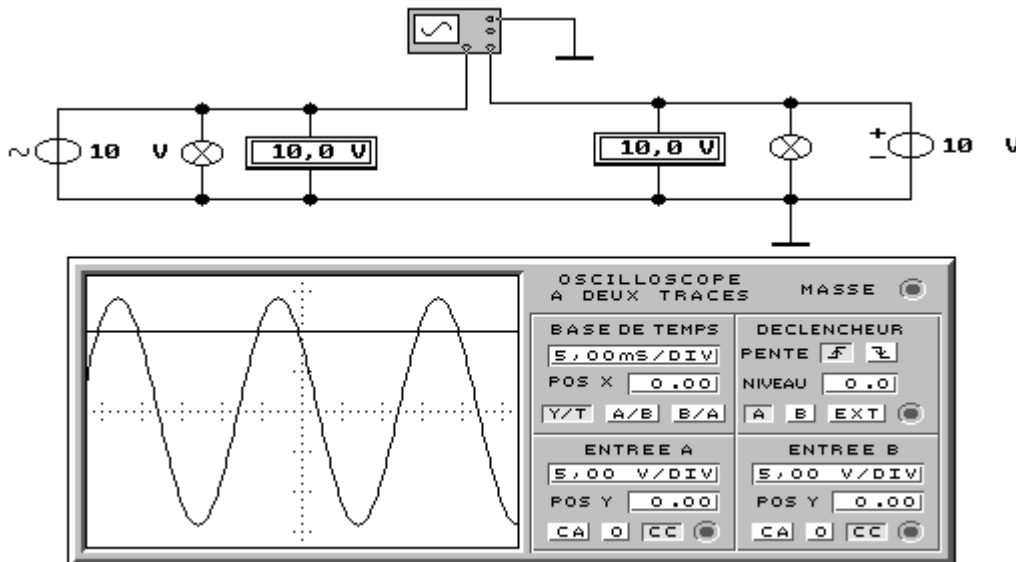 ~ 10 V 10,0 V 10,0 V + - 10 V
OSCILLOSCOPE
A DEUX TRACES
MASSE
BASE DE TEMPS
5,00mS/DIV
POS X 0.00
Y/T A/B B/A
DECLENCHEUR
PENTE
NIVEAU 0.0
A B EXT
ENTREE A
5,00 V/DIV
POS Y 0.00
CA 0 CC
ENTREE B
5,00 V/DIV
POS Y 0.00
CA 0 CC